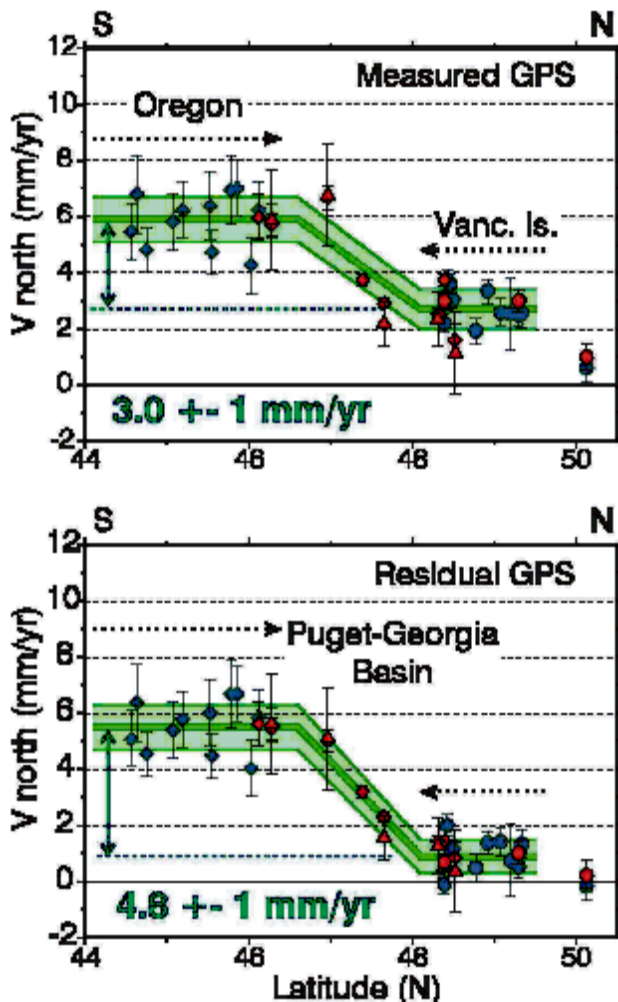 S N
12
10
8
6
4
2
0
-2
V north (mm/yr)
Measured GPS
Oregon
Vanc. Is.
3.0 +- 1 mm/yr
44 46 48 50
S N
12
10
8
6
4
2
0
-2
V north (mm/yr)
Residual GPS
Puget-Georgia
Basin
4.8 +- 1 mm/yr
44 46 48 50
Latitude (N)